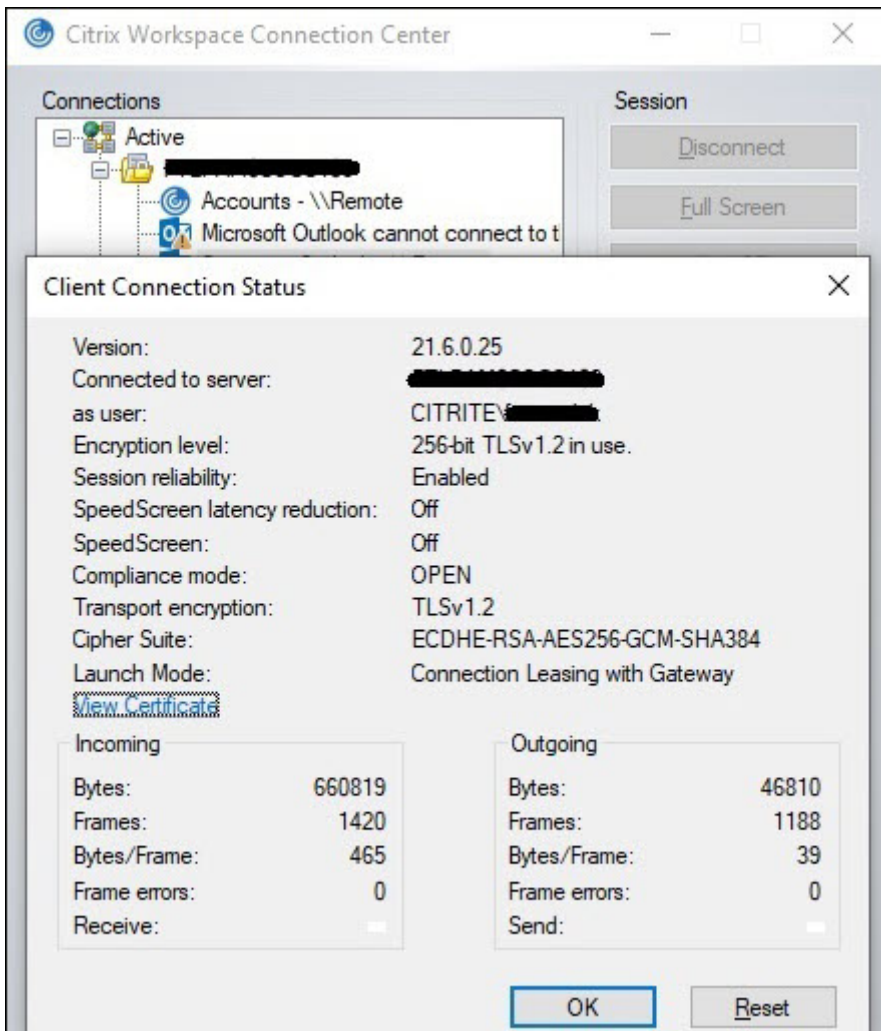 Citrix Workspace Connection Center
Connections
Session
Active
Disconnect
Accounts - \\Remote
Full Screen
Microsoft Outlook cannot connect to t
Client Connection Status
Version: 21.6.0.25
Connected to server:
as user: CITRITE\
Encryption level: 256-bit TLSv1.2 in use.
Session reliability: Enabled
SpeedScreen latency reduction: Off
SpeedScreen: Off
Compliance mode: OPEN
Transport encryption: TLSv1.2
Cipher Suite: ECDHE-RSA-AES256-GCM-SHA384
Launch Mode: Connection Leasing with Gateway
View Certificate
Incoming
Bytes: 660819
Frames: 1420
Bytes/Frame: 465
Frame errors: 0
Receive:
Outgoing
Bytes: 46810
Frames: 1188
Bytes/Frame: 39
Frame errors: 0
Send:
OK
Reset